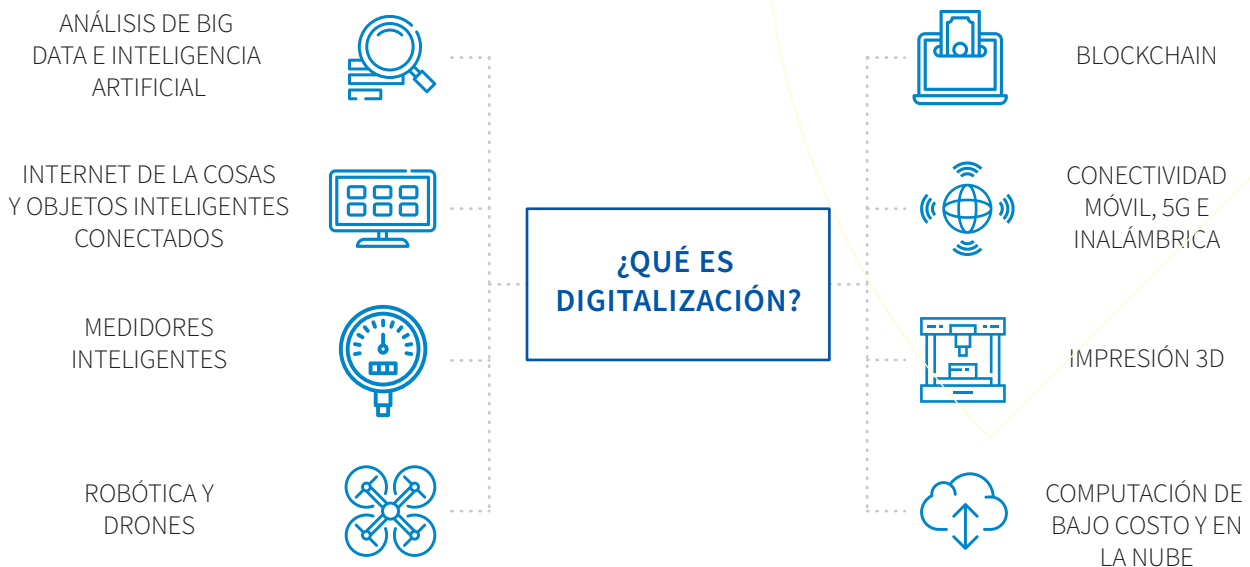 ANÁLISIS DE BIG
DATA E INTELIGENCIA
ARTIFICIAL
INTERNET DE LA COSAS
Y OBJETOS INTELIGENTES
CONECTADOS
MEDIDORES
INTELIGENTES
ROBÓTICA Y
DRONES
¿QUÉ ES
DIGITALIZACIÓN?
BLOCKCHAIN
CONECTIVIDAD
MÓVIL, 5G E
INALÁMBRICA
IMPRESIÓN 3D
COMPUTACIÓN DE
BAJO COSTO Y EN
LA NUBE